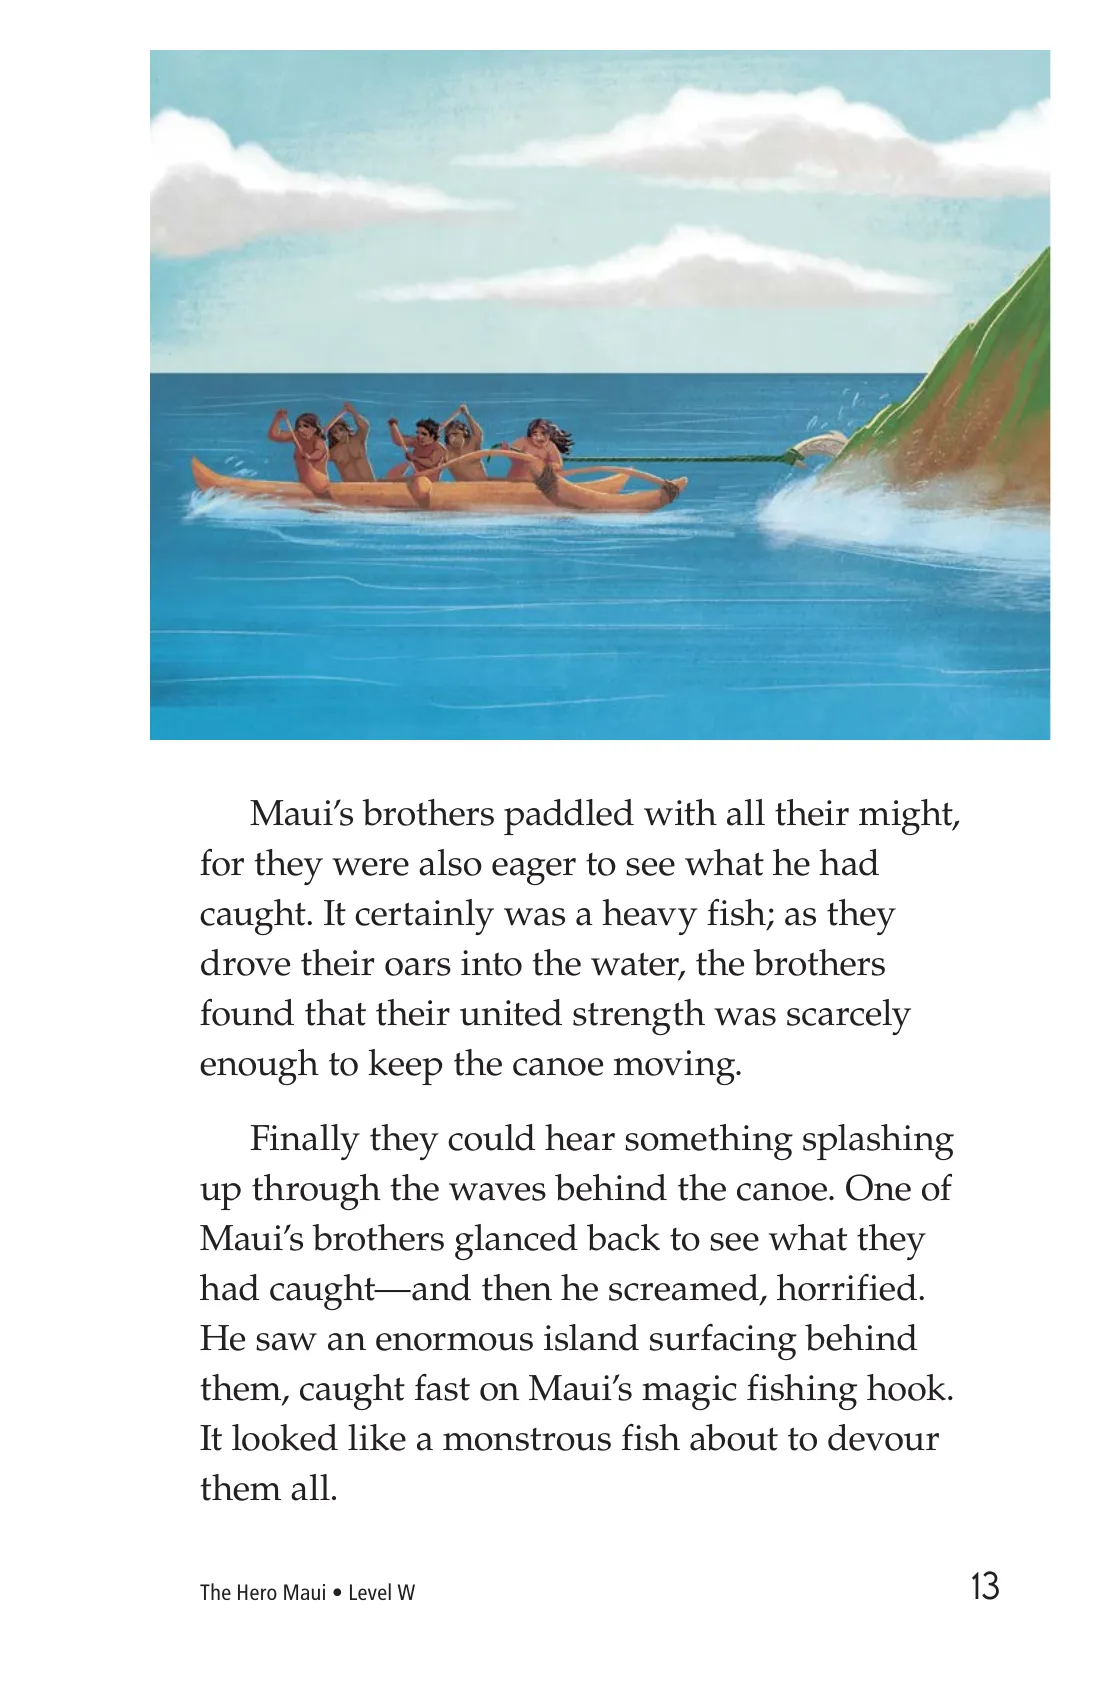 Maui’s brothers paddled with all their might,
for they were also eager to see what he had
caught. It certainly was a heavy fish; as they
drove their oars into the water, the brothers
found that their united strength was scarcely
enough to keep the canoe moving.
Finally they could hear something splashing
up through the waves behind the canoe. One of
Maui’s brothers glanced back to see what they
had caught—and then he screamed, horrified.
He saw an enormous island surfacing behind
them, caught fast on Maui’s magic fishing hook.
It looked like a monstrous fish about to devour
them all.
The Hero Maui • Level W
13